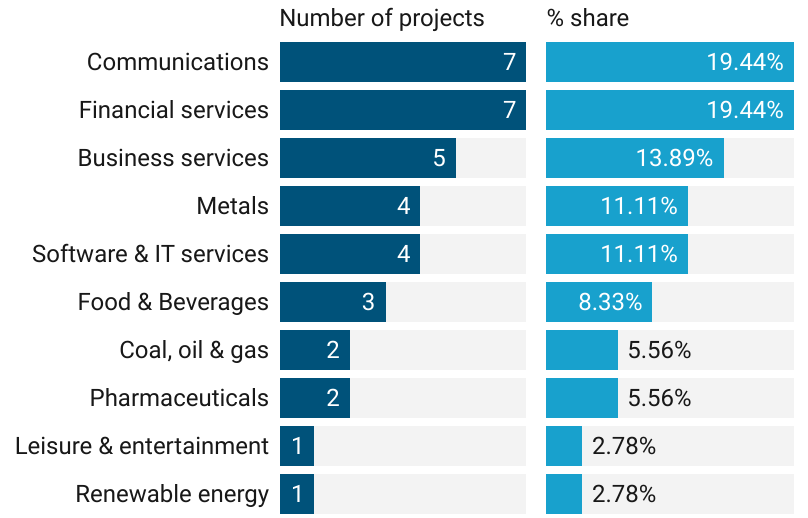 Number of projects % share
Communications 7 19.44%
Financial services 7 19.44%
Business services 5 13.89%
Metals 4 11.11%
Software & IT services 4 11.11%
Food & Beverages 3 8.33%
Coal, oil & gas 2 5.56%
Pharmaceuticals 2 5.56%
Leisure & entertainment 1 2.78%
Renewable energy 1 2.78%